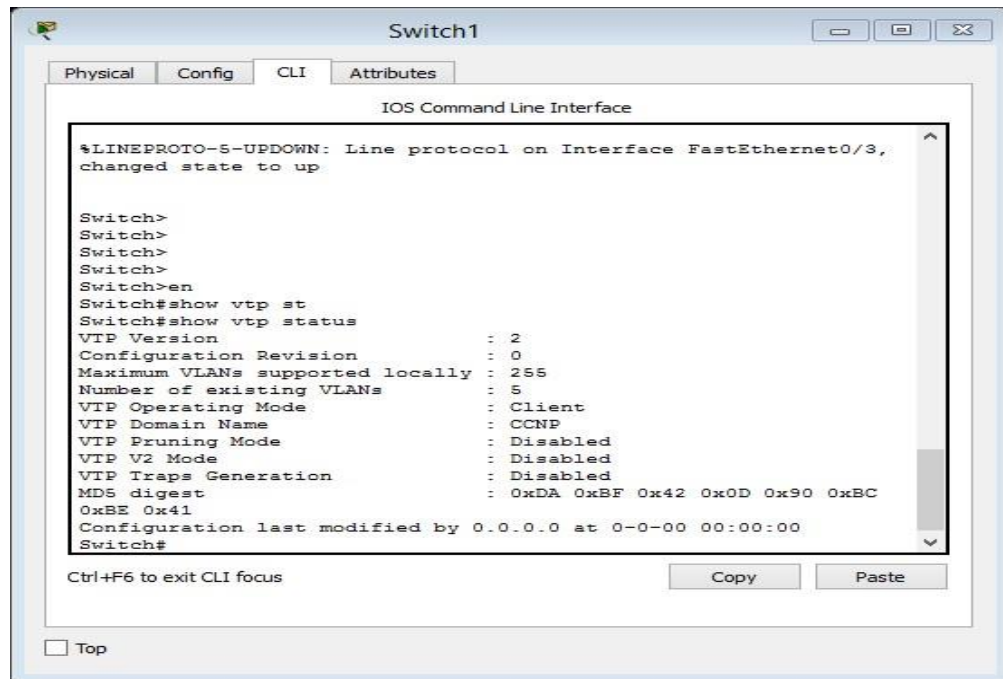 Switch1
Physical Config CLI Attributes
IOS Command Line Interface
%LINEPROTO-5-UPDOWN: Line protocol on Interface FastEthernet0/3,
changed state to up
Switch>
Switch>
Switch>
Switch>
Switch>en
Switch#show vtp st
Switch#show vtp status
VTP Version : 2
Configuration Revision : 0
Maximum VLANs supported locally : 255
Number of existing VLANs : 5
VTP Operating Mode : Client
VTP Domain Name : CCNP
VTP Pruning Mode : Disabled
VTP V2 Mode : Disabled
VTP Traps Generation : Disabled
MD5 digest : 0xDA 0xBF 0x42 0x0D 0x90 0xBC
0xBE 0x41
Configuration last modified by 0.0.0.0 at 0-0-00 00:00:00
Switch#
Ctrl+F6 to exit CLI focus
Copy Paste
Top